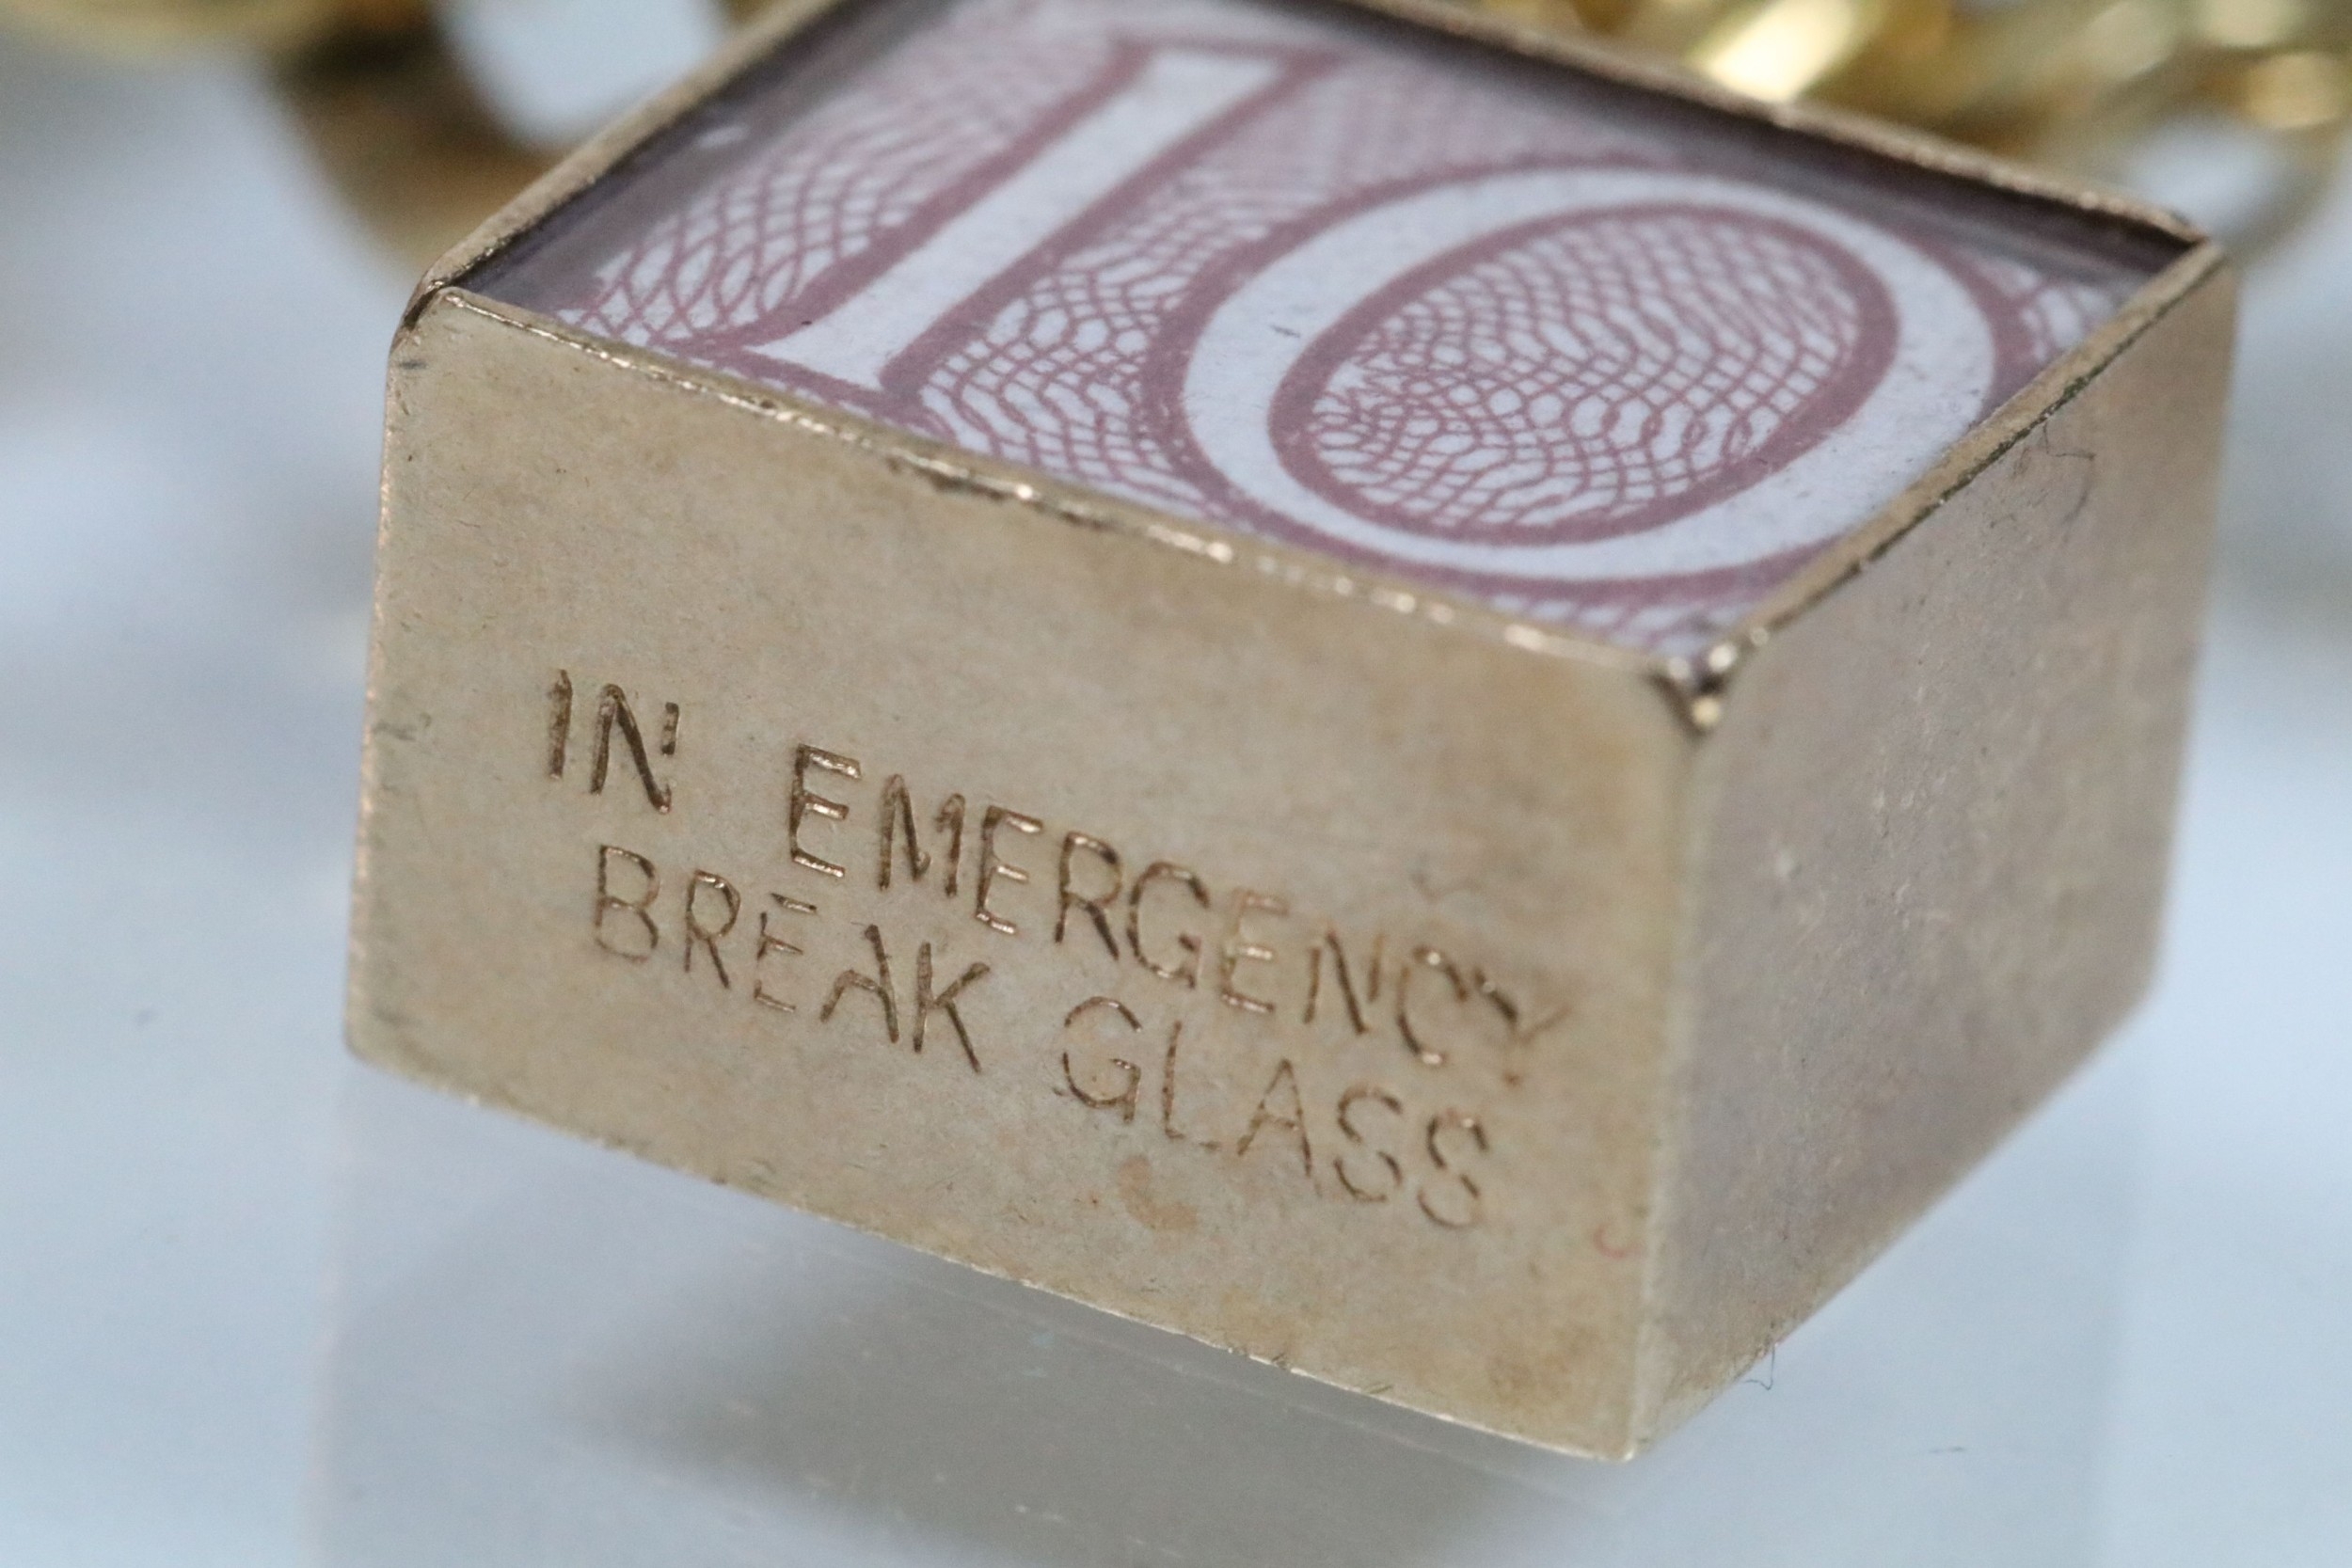 10
IN EMERGENCY
BREAK GLASS